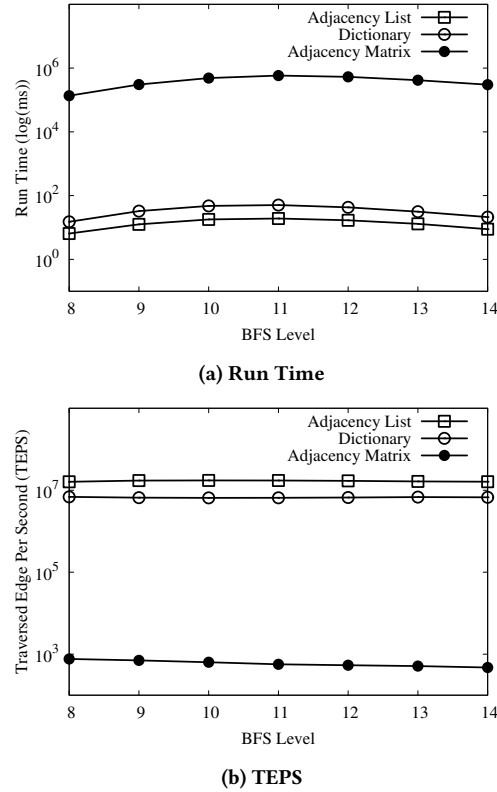 Adjacency List
Dictionary
Adjacency Matrix
Run Time (log(ms))
10^6
10^4
10^2
10^0
8 9 10 11 12 13 14
BFS Level
(a) Run Time
Adjacency List
Dictionary
Adjacency Matrix
Traversed Edge Per Second (TEPS)
10^7
10^5
10^3
8 9 10 11 12 13 14
BFS Level
(b) TEPS